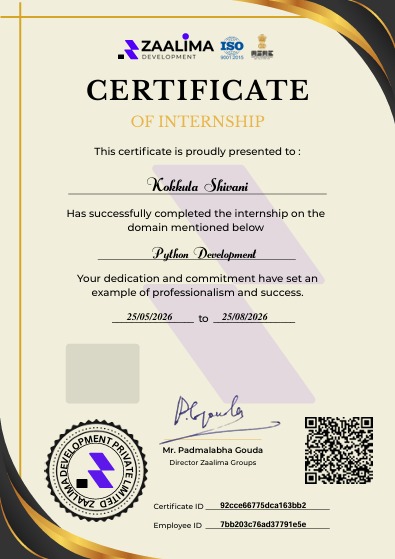 ZAALIMA
DEVELOPMENT
ISO
9001:2015
CERTIFICATE
OF INTERNSHIP
This certificate is proudly presented to :
Kokkula Shivani
Has successfully completed the internship on the
domain mentioned below
Python Development
Your dedication and commitment have set an
example of professionalism and success.
25/05/2026 to 25/08/2026
Mr. Padmalabha Gouda
Director Zaalima Groups
ZAALIMA DEVELOPMENT PRIVATE LIMITED
Certificate ID 92cce66775dca163bb2
Employee ID 7bb203c76ad37791e5e